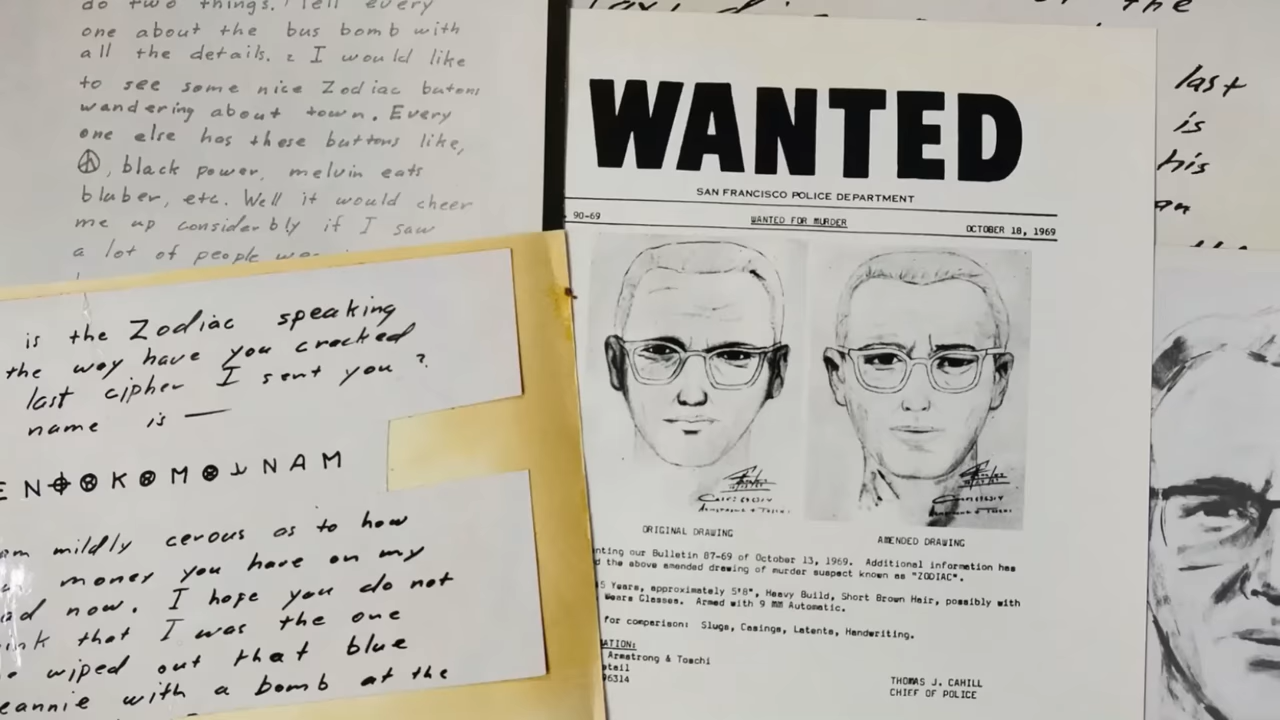 do two things. Tell every
one about the bus bomb with
all the details. 2 I would like
to see some nice Zodiac butons
wandering about town. Every
one else has these buttons like,
☮, black power, melvin eats
bluber, etc. Well it would cheer
me up considerbly if I saw
a lot of people
is the Zodiac speaking
the way have you cracked
last cipher I sent you?
name is —
E N ⌖ ⊗ K ⊗ M ⊗ ⅃ N A M
mildly cerous as to how
money you have on my
now. I hope you do not
that I was the one
wiped out that blue
with a bomb at the
the
last
is
his
WANTED
SAN FRANCISCO POLICE DEPARTMENT
90-69 WANTED FOR MURDER OCTOBER 18, 1969
ORIGINAL DRAWING AMENDED DRAWING
our Bulletin 87-69 of October 13, 1969. Additional information has
the above amended drawing of murder suspect known as "ZODIAC".
5 Years, approximately 5'8", Heavy Build, Short Brown Hair, possibly with
Wears Glasses. Armed with 9 MM Automatic.
for comparison: Slugs, Casings, Latents, Handwriting.
Armstrong & Toschi
96314
THOMAS J. CAHILL
CHIEF OF POLICE